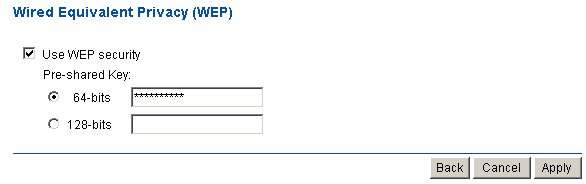 Wired Equivalent Privacy (WEP)
Use WEP security
Pre-shared Key:
64-bits **********
128-bits
Back Cancel Apply